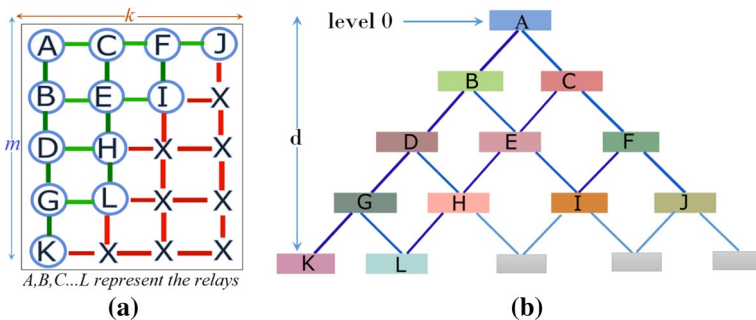 k
m
A C F J
B E I X
D H X X
G L X X
K X X X
A,B,C...L represent the relays
(a)
level 0
A
B C
d
D E F
G H I J
K L
(b)